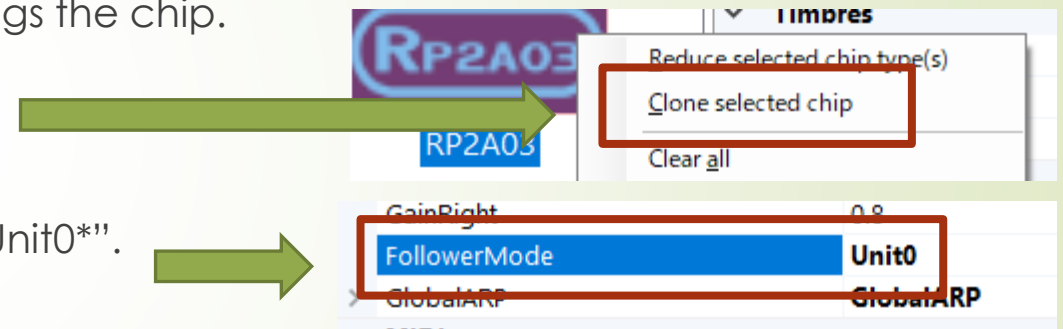 gs the chip.
Timbres
RP2A03
Reduce selected chip type(s)
Clone selected chip
RP2A03
Clear all
GainRight 0.8
Unit0*”.
FollowerMode Unit0
GlobalARP GlobalARP